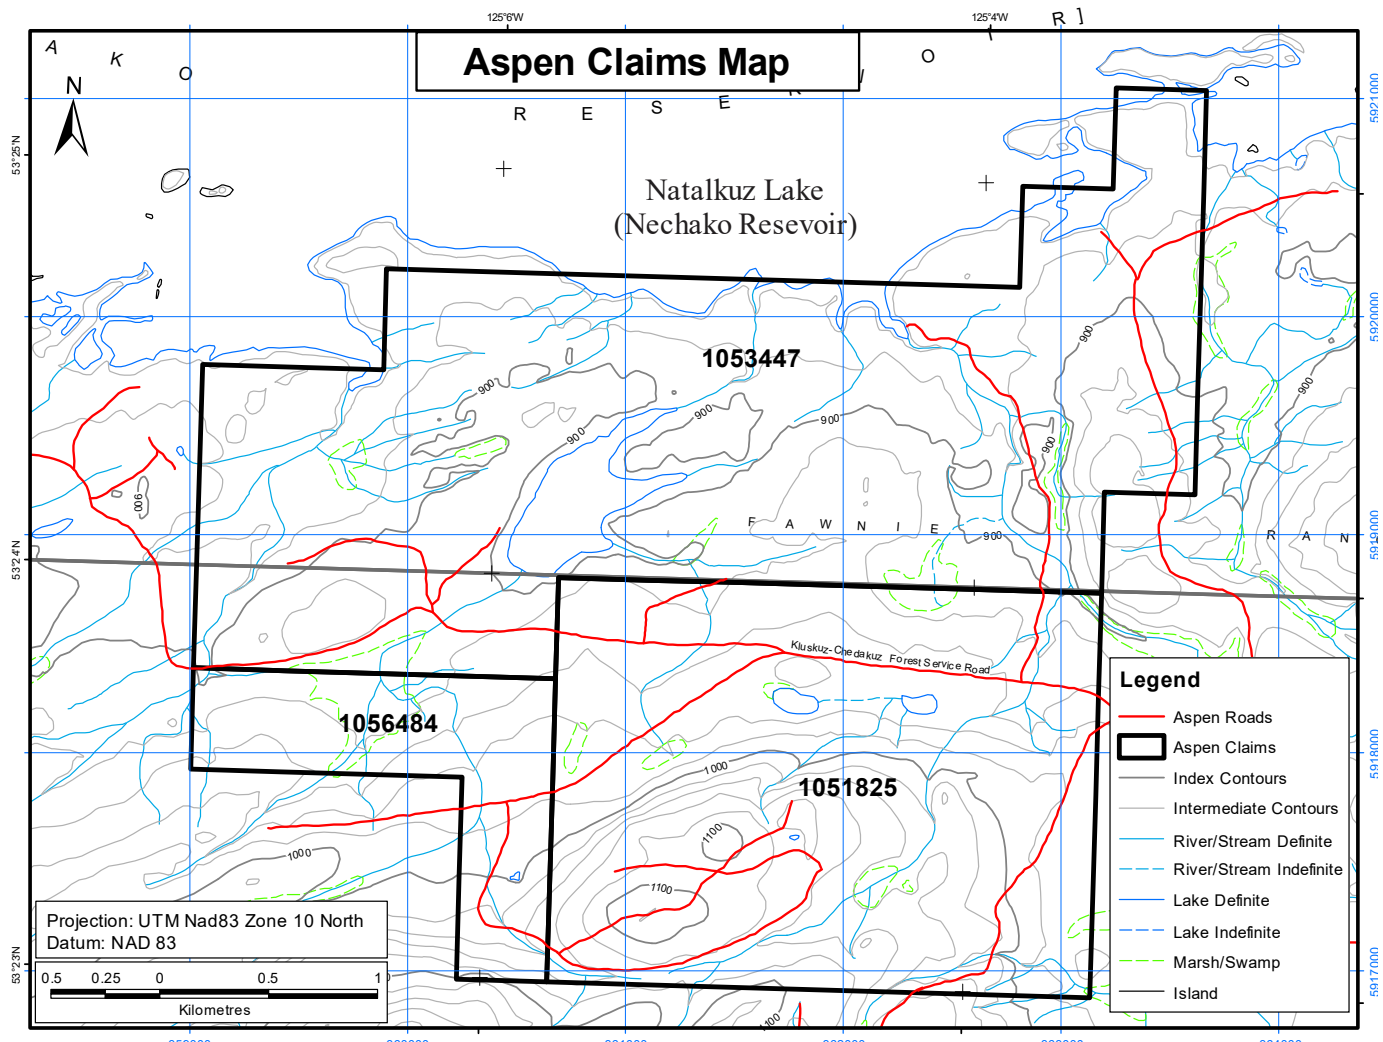 125°6'W
125°4'W
R ]
A K O
O
Aspen Claims Map
N
R E S E
5921000
53°25'N
Natalkuz Lake
(Nechako Resevoir)
5920000
900
1053447
900
900
900
900
900
900
900
900
F A W N I E
900
R A N
5919000
53°24'N
Kluskuz-Chedakuz Forest Service Road
1056484
1000
1051825
5918000
1100
1000
1100
Legend
Aspen Roads
Aspen Claims
Index Contours
Intermediate Contours
River/Stream Definite
River/Stream Indefinite
Lake Definite
Lake Indefinite
Marsh/Swamp
Island
Projection: UTM Nad83 Zone 10 North
Datum: NAD 83
0.5 0.25 0 0.5 1
Kilometres
53°23'N
5917000
1100